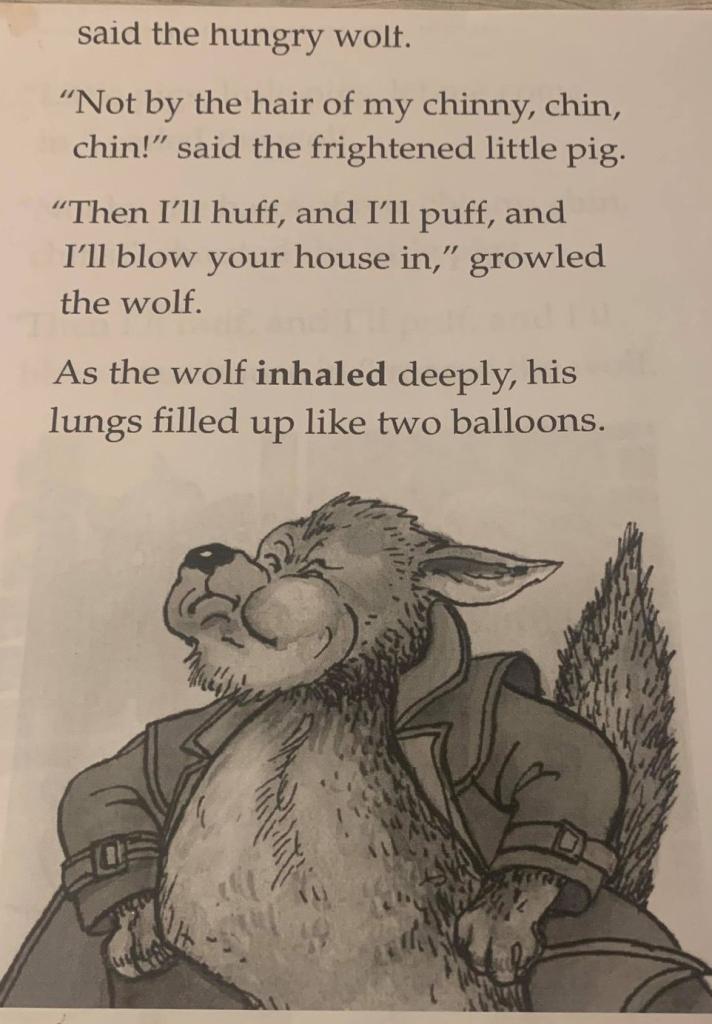 said the hungry wolf.
“Not by the hair of my chinny, chin,
chin!” said the frightened little pig.
“Then I’ll huff, and I’ll puff, and
I’ll blow your house in,” growled
the wolf.
As the wolf inhaled deeply, his
lungs filled up like two balloons.